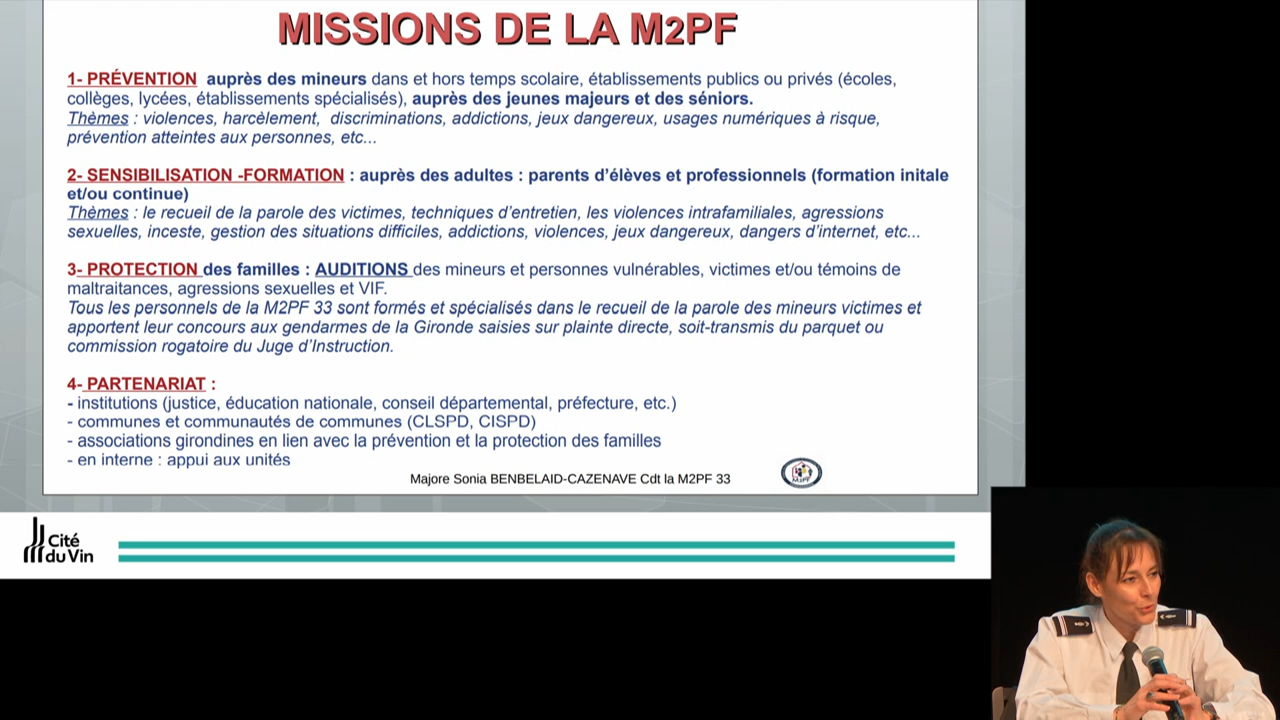 MISSIONS DE LA M2PF
1- PRÉVENTION auprès des mineurs dans et hors temps scolaire, établissements publics ou privés (écoles,
collèges, lycées, établissements spécialisés), auprès des jeunes majeurs et des séniors.
Thèmes : violences, harcèlement, discriminations, addictions, jeux dangereux, usages numériques à risque,
prévention atteintes aux personnes, etc...
2- SENSIBILISATION -FORMATION : auprès des adultes : parents d’élèves et professionnels (formation initale
et/ou continue)
Thèmes : le recueil de la parole des victimes, techniques d’entretien, les violences intrafamiliales, agressions
sexuelles, inceste, gestion des situations difficiles, addictions, violences, jeux dangereux, dangers d’internet, etc...
3- PROTECTION des familles : AUDITIONS des mineurs et personnes vulnérables, victimes et/ou témoins de
maltraitances, agressions sexuelles et VIF.
Tous les personnels de la M2PF 33 sont formés et spécialisés dans le recueil de la parole des mineurs victimes et
apportent leur concours aux gendarmes de la Gironde saisies sur plainte directe, soit-transmis du parquet ou
commission rogatoire du Juge d’Instruction.
4- PARTENARIAT :
- institutions (justice, éducation nationale, conseil départemental, préfecture, etc.)
- communes et communautés de communes (CLSPD, CISPD)
- associations girondines en lien avec la prévention et la protection des familles
- en interne : appui aux unités
Majore Sonia BENBELAID-CAZENAVE Cdt la M2PF 33
M2PF
Cité
du Vin